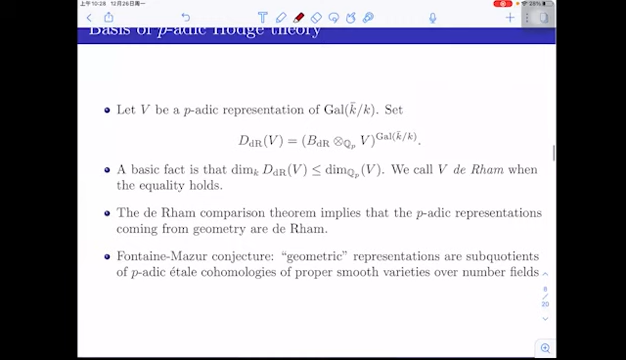 上午10:28 12月26日周一
28%
Basis of p-adic Hodge theory
Let V be a p-adic representation of Gal(k̄/k). Set
D_dR(V) = (B_dR ⊗_{ℚ_p} V)^{Gal(k̄/k)}.
A basic fact is that dim_k D_dR(V) ≤ dim_{ℚ_p}(V). We call V de Rham when
the equality holds.
The de Rham comparison theorem implies that the p-adic representations
coming from geometry are de Rham.
Fontaine-Mazur conjecture: “geometric” representations are subquotients
of p-adic étale cohomologies of proper smooth varieties over number fields
8
/
20